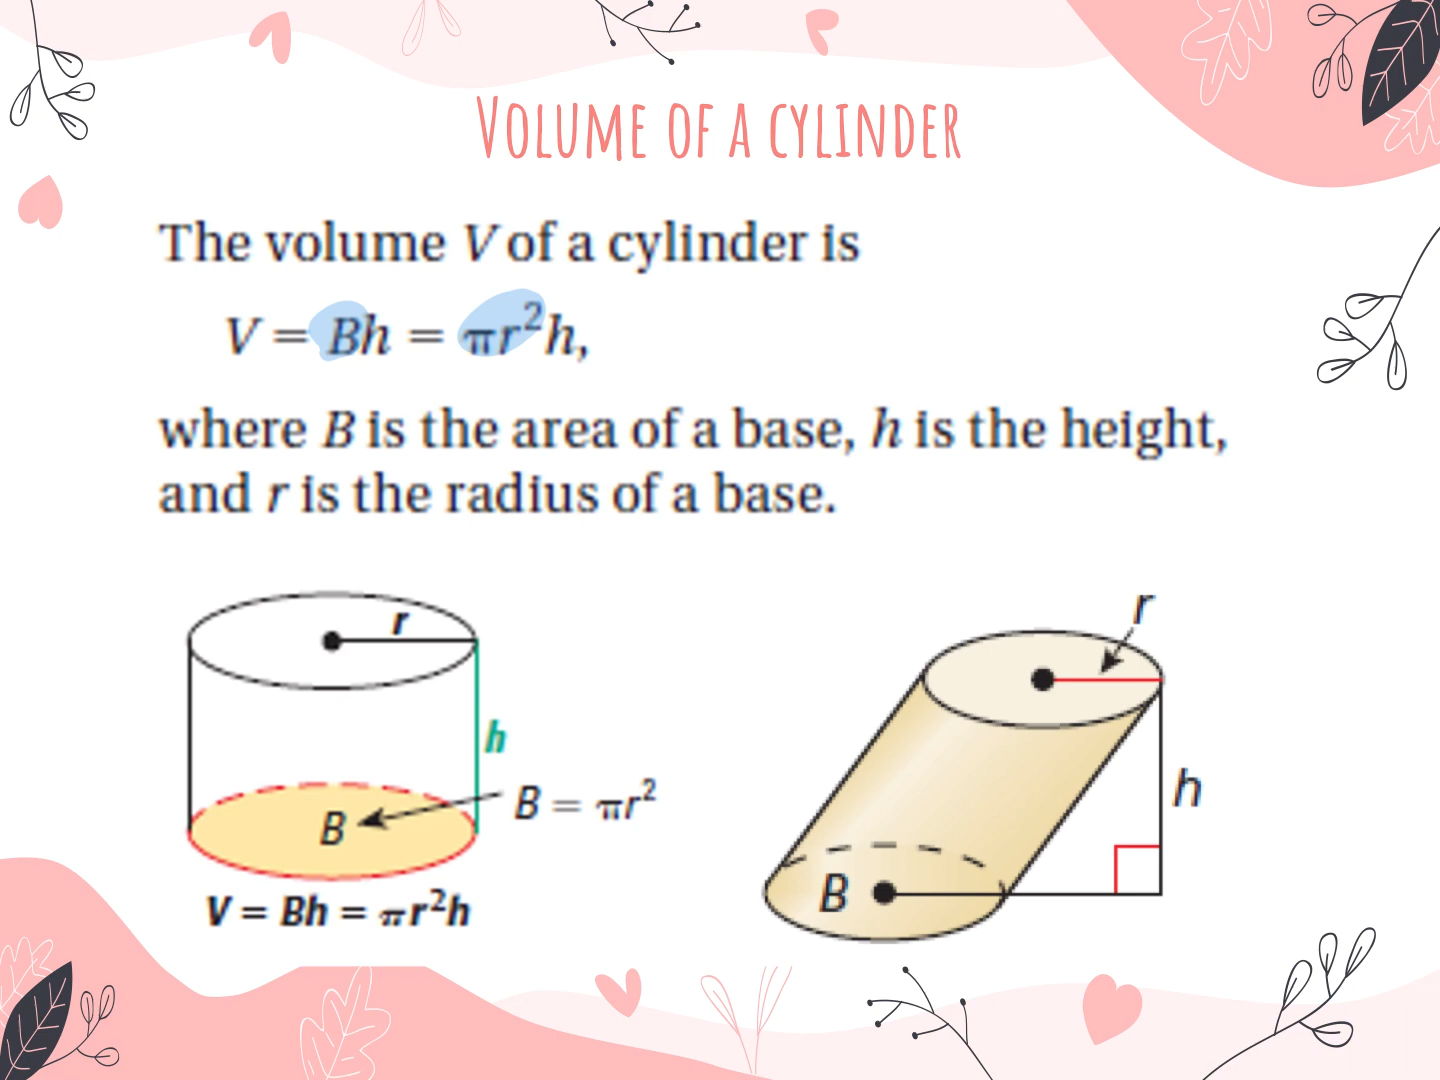 VOLUME OF A CYLINDER
The volume V of a cylinder is
V = Bh = πr²h,
where B is the area of a base, h is the height,
and r is the radius of a base.
r
h
B
B = πr²
V = Bh = πr²h
r
h
B